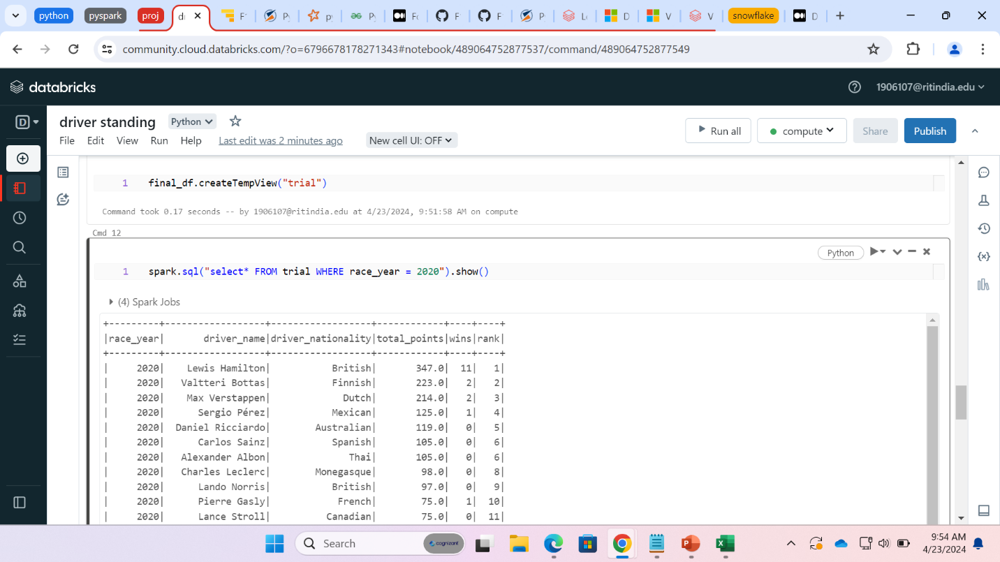 python pyspark proj dr F1 Py py Py Fo F F Py Lo D V V snowflake D
community.cloud.databricks.com/?o=6796678178271343#notebook/489064752877537/command/489064752877549
databricks 1906107@ritindia.edu
D driver standing Python Run all compute Share Publish
File Edit View Run Help Last edit was 2 minutes ago New cell UI: OFF
1 final_df.createTempView("trial")
Command took 0.17 seconds -- by 1906107@ritindia.edu at 4/23/2024, 9:51:58 AM on compute
Cmd 12
Python
1 spark.sql("select* FROM trial WHERE race_year = 2020").show()
(4) Spark Jobs
+---------+------------------+------------------+------------+----+----+
|race_year| driver_name|driver_nationality|total_points|wins|rank|
+---------+------------------+------------------+------------+----+----+
| 2020| Lewis Hamilton| British| 347.0| 11| 1|
| 2020| Valtteri Bottas| Finnish| 223.0| 2| 2|
| 2020| Max Verstappen| Dutch| 214.0| 2| 3|
| 2020| Sergio Pérez| Mexican| 125.0| 1| 4|
| 2020| Daniel Ricciardo| Australian| 119.0| 0| 5|
| 2020| Carlos Sainz| Spanish| 105.0| 0| 6|
| 2020| Alexander Albon| Thai| 105.0| 0| 6|
| 2020| Charles Leclerc| Monegasque| 98.0| 0| 8|
| 2020| Lando Norris| British| 97.0| 0| 9|
| 2020| Pierre Gasly| French| 75.0| 1| 10|
| 2020| Lance Stroll| Canadian| 75.0| 0| 11|
Search cognizant 9:54 AM
4/23/2024